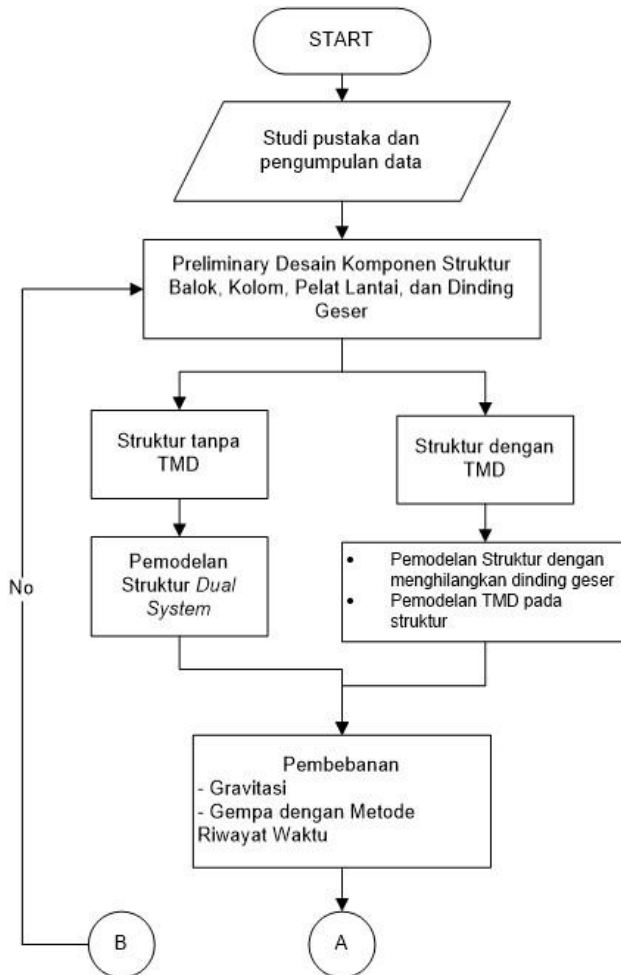 START
Studi pustaka dan
pengumpulan data
Preliminary Desain Komponen Struktur
Balok, Kolom, Pelat Lantai, dan Dinding
Geser
Struktur tanpa
TMD
Struktur dengan
TMD
Pemodelan
Struktur Dual
System
• Pemodelan Struktur dengan
menghilangkan dinding geser
• Pemodelan TMD pada
struktur
No
Pembebanan
- Gravitasi
- Gempa dengan Metode
Riwayat Waktu
B
A